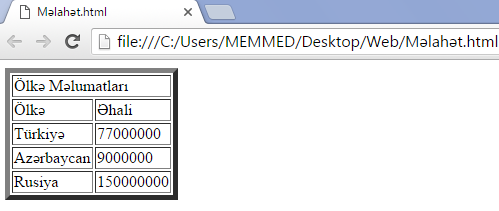 Məlahət.html
file:///C:/Users/MEMMED/Desktop/Web/Məlahət.html
Ölkə Məlumatları
Ölkə Əhali
Türkiyə 77000000
Azərbaycan 9000000
Rusiya 150000000